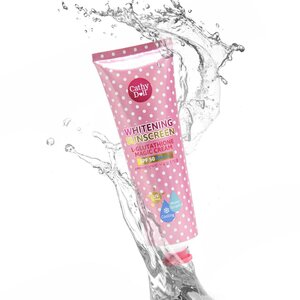 Cathy
Doll
WHITENING
SUNSCREEN
L-GLUTATHIONE
MAGIC CREAM
SPF50